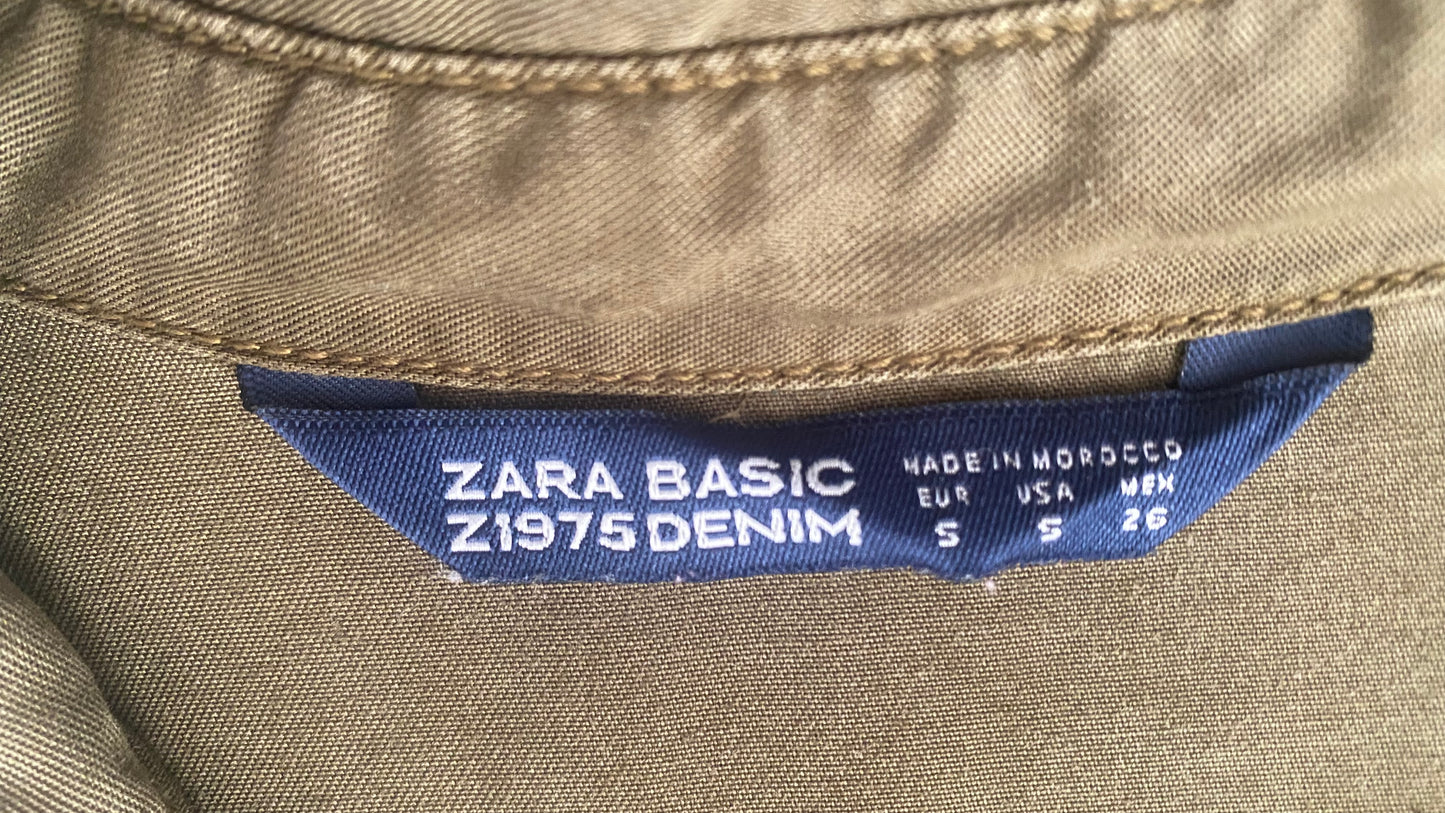 ZARA BASIC
Z1975 DENIM
MADE IN MOROCCO
EUR USA MEX
S S 26